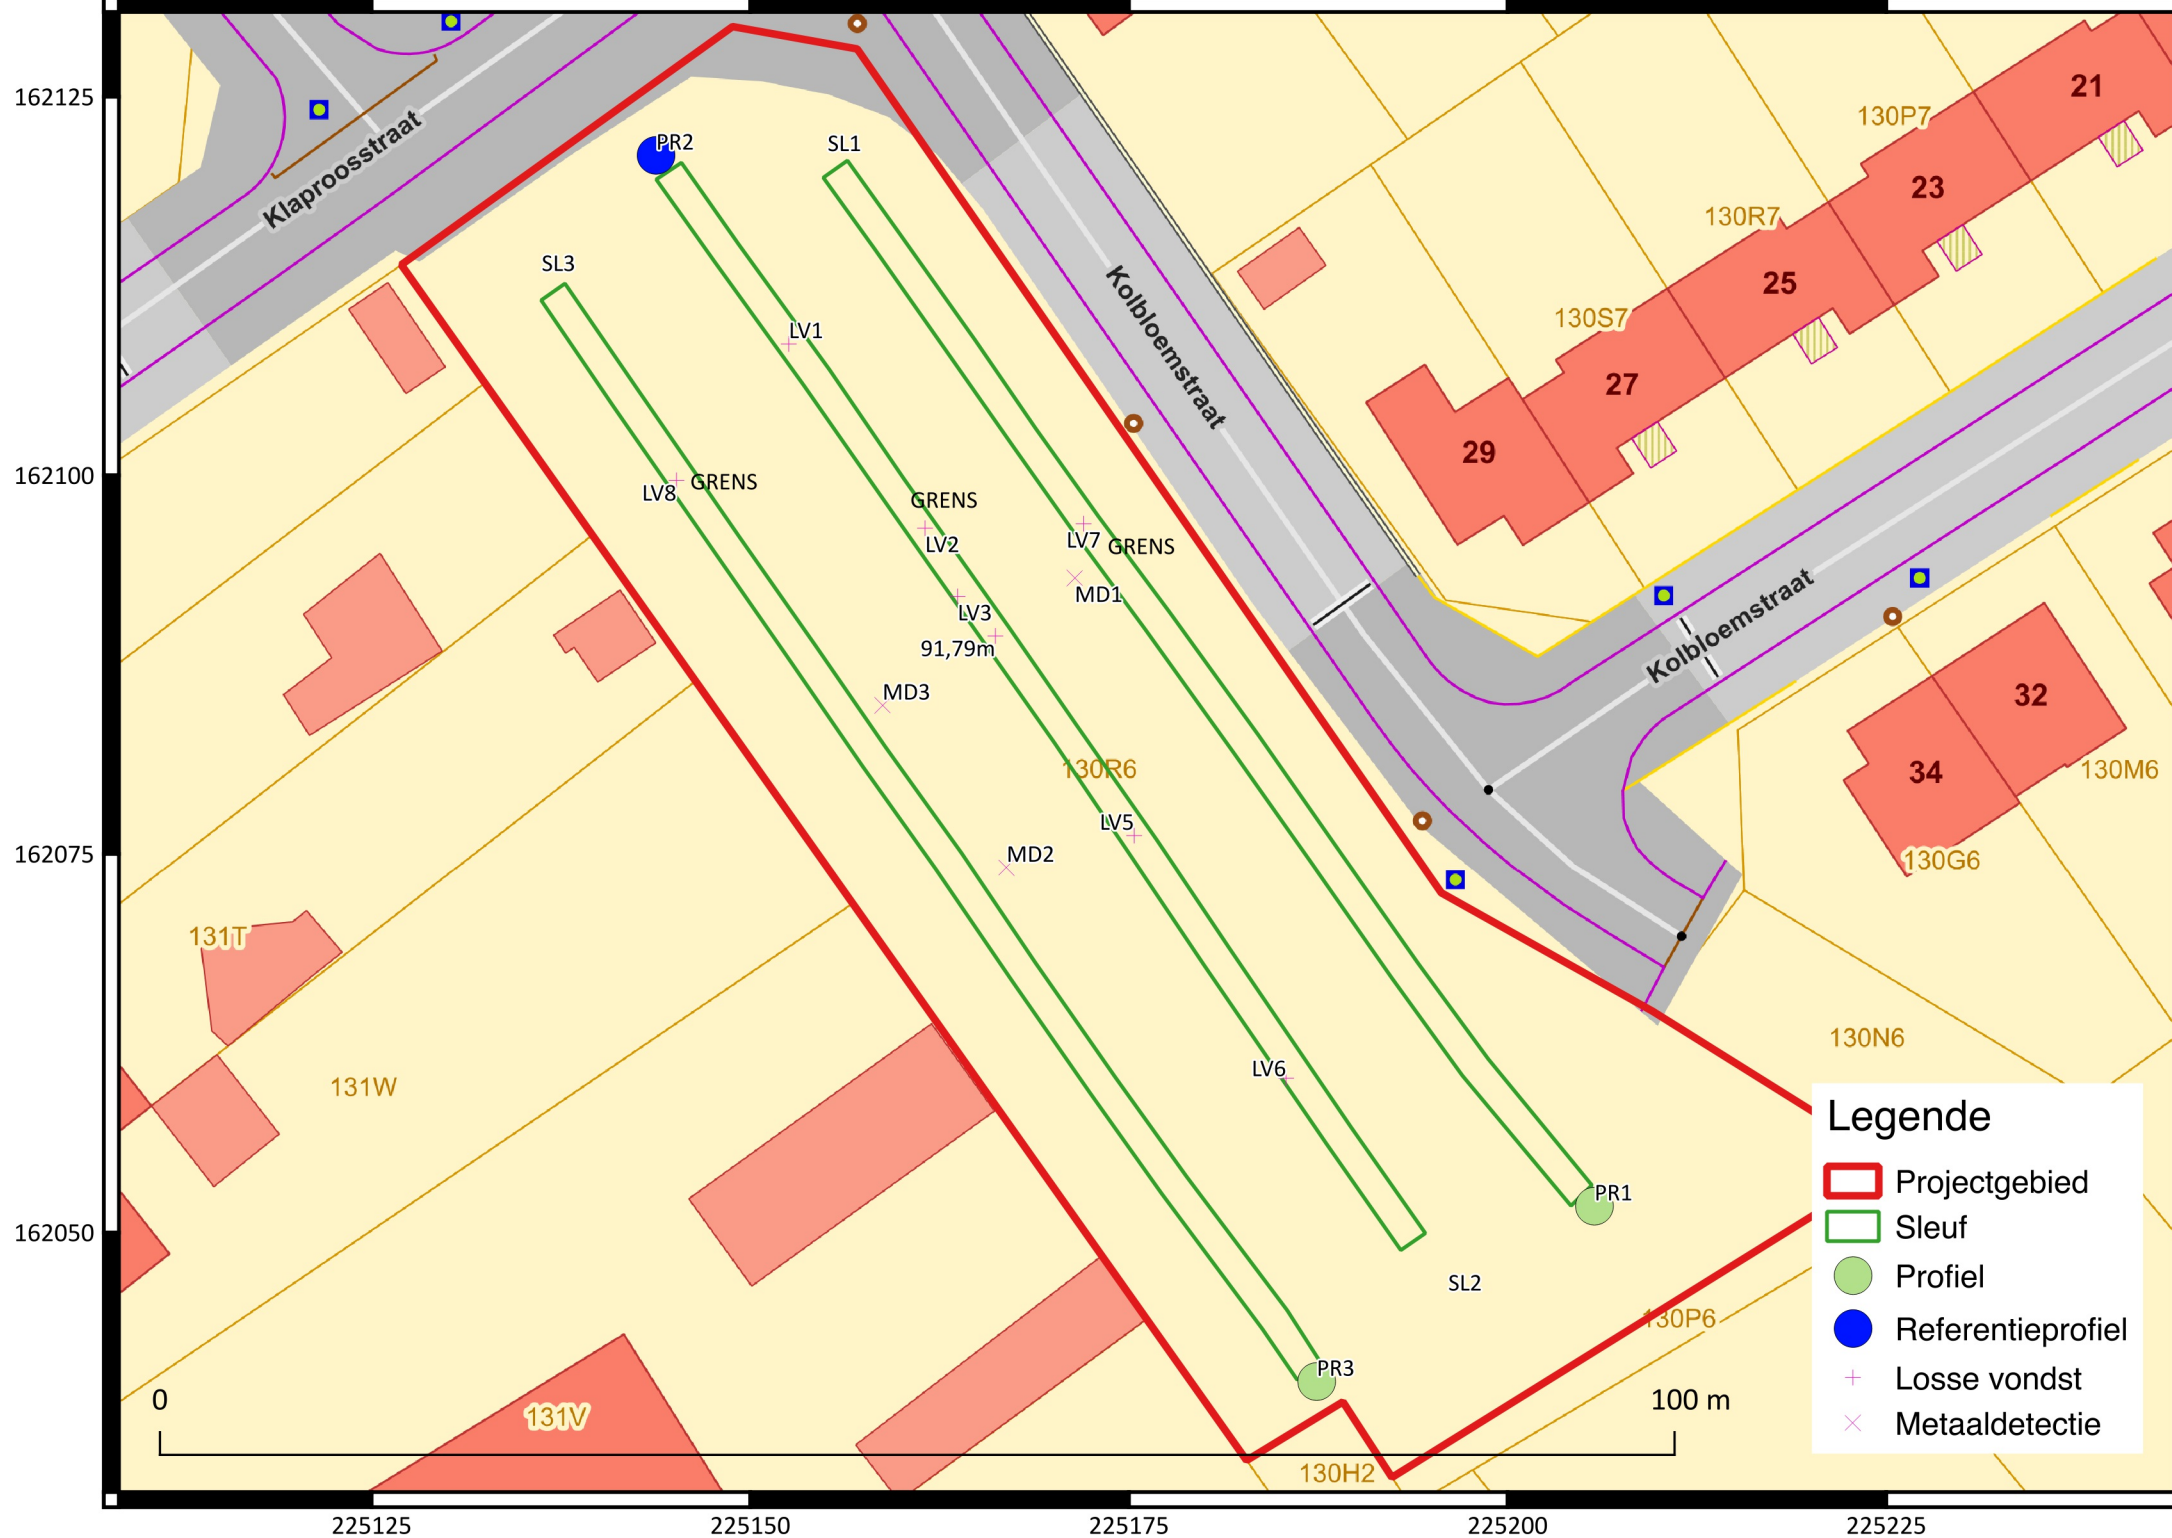 162125
162100
162075
162050
225125
225150
225175
225200
225225
Klaproosstraat
Kolbloemstraat
Kolbloemstraat
PR2
SL1
SL3
LV1
LV8
GRENS
GRENS
LV2
LV7
GRENS
MD1
LV3
91,79m
MD3
130R6
LV5
MD2
LV6
PR1
SL2
PR3
21
130P7
23
130R7
25
130S7
27
29
32
34
130M6
130G6
130N6
130P6
130H2
131T
131W
131V
0
100 m
Legende
Projectgebied
Sleuf
Profiel
Referentieprofiel
Losse vondst
Metaaldetectie